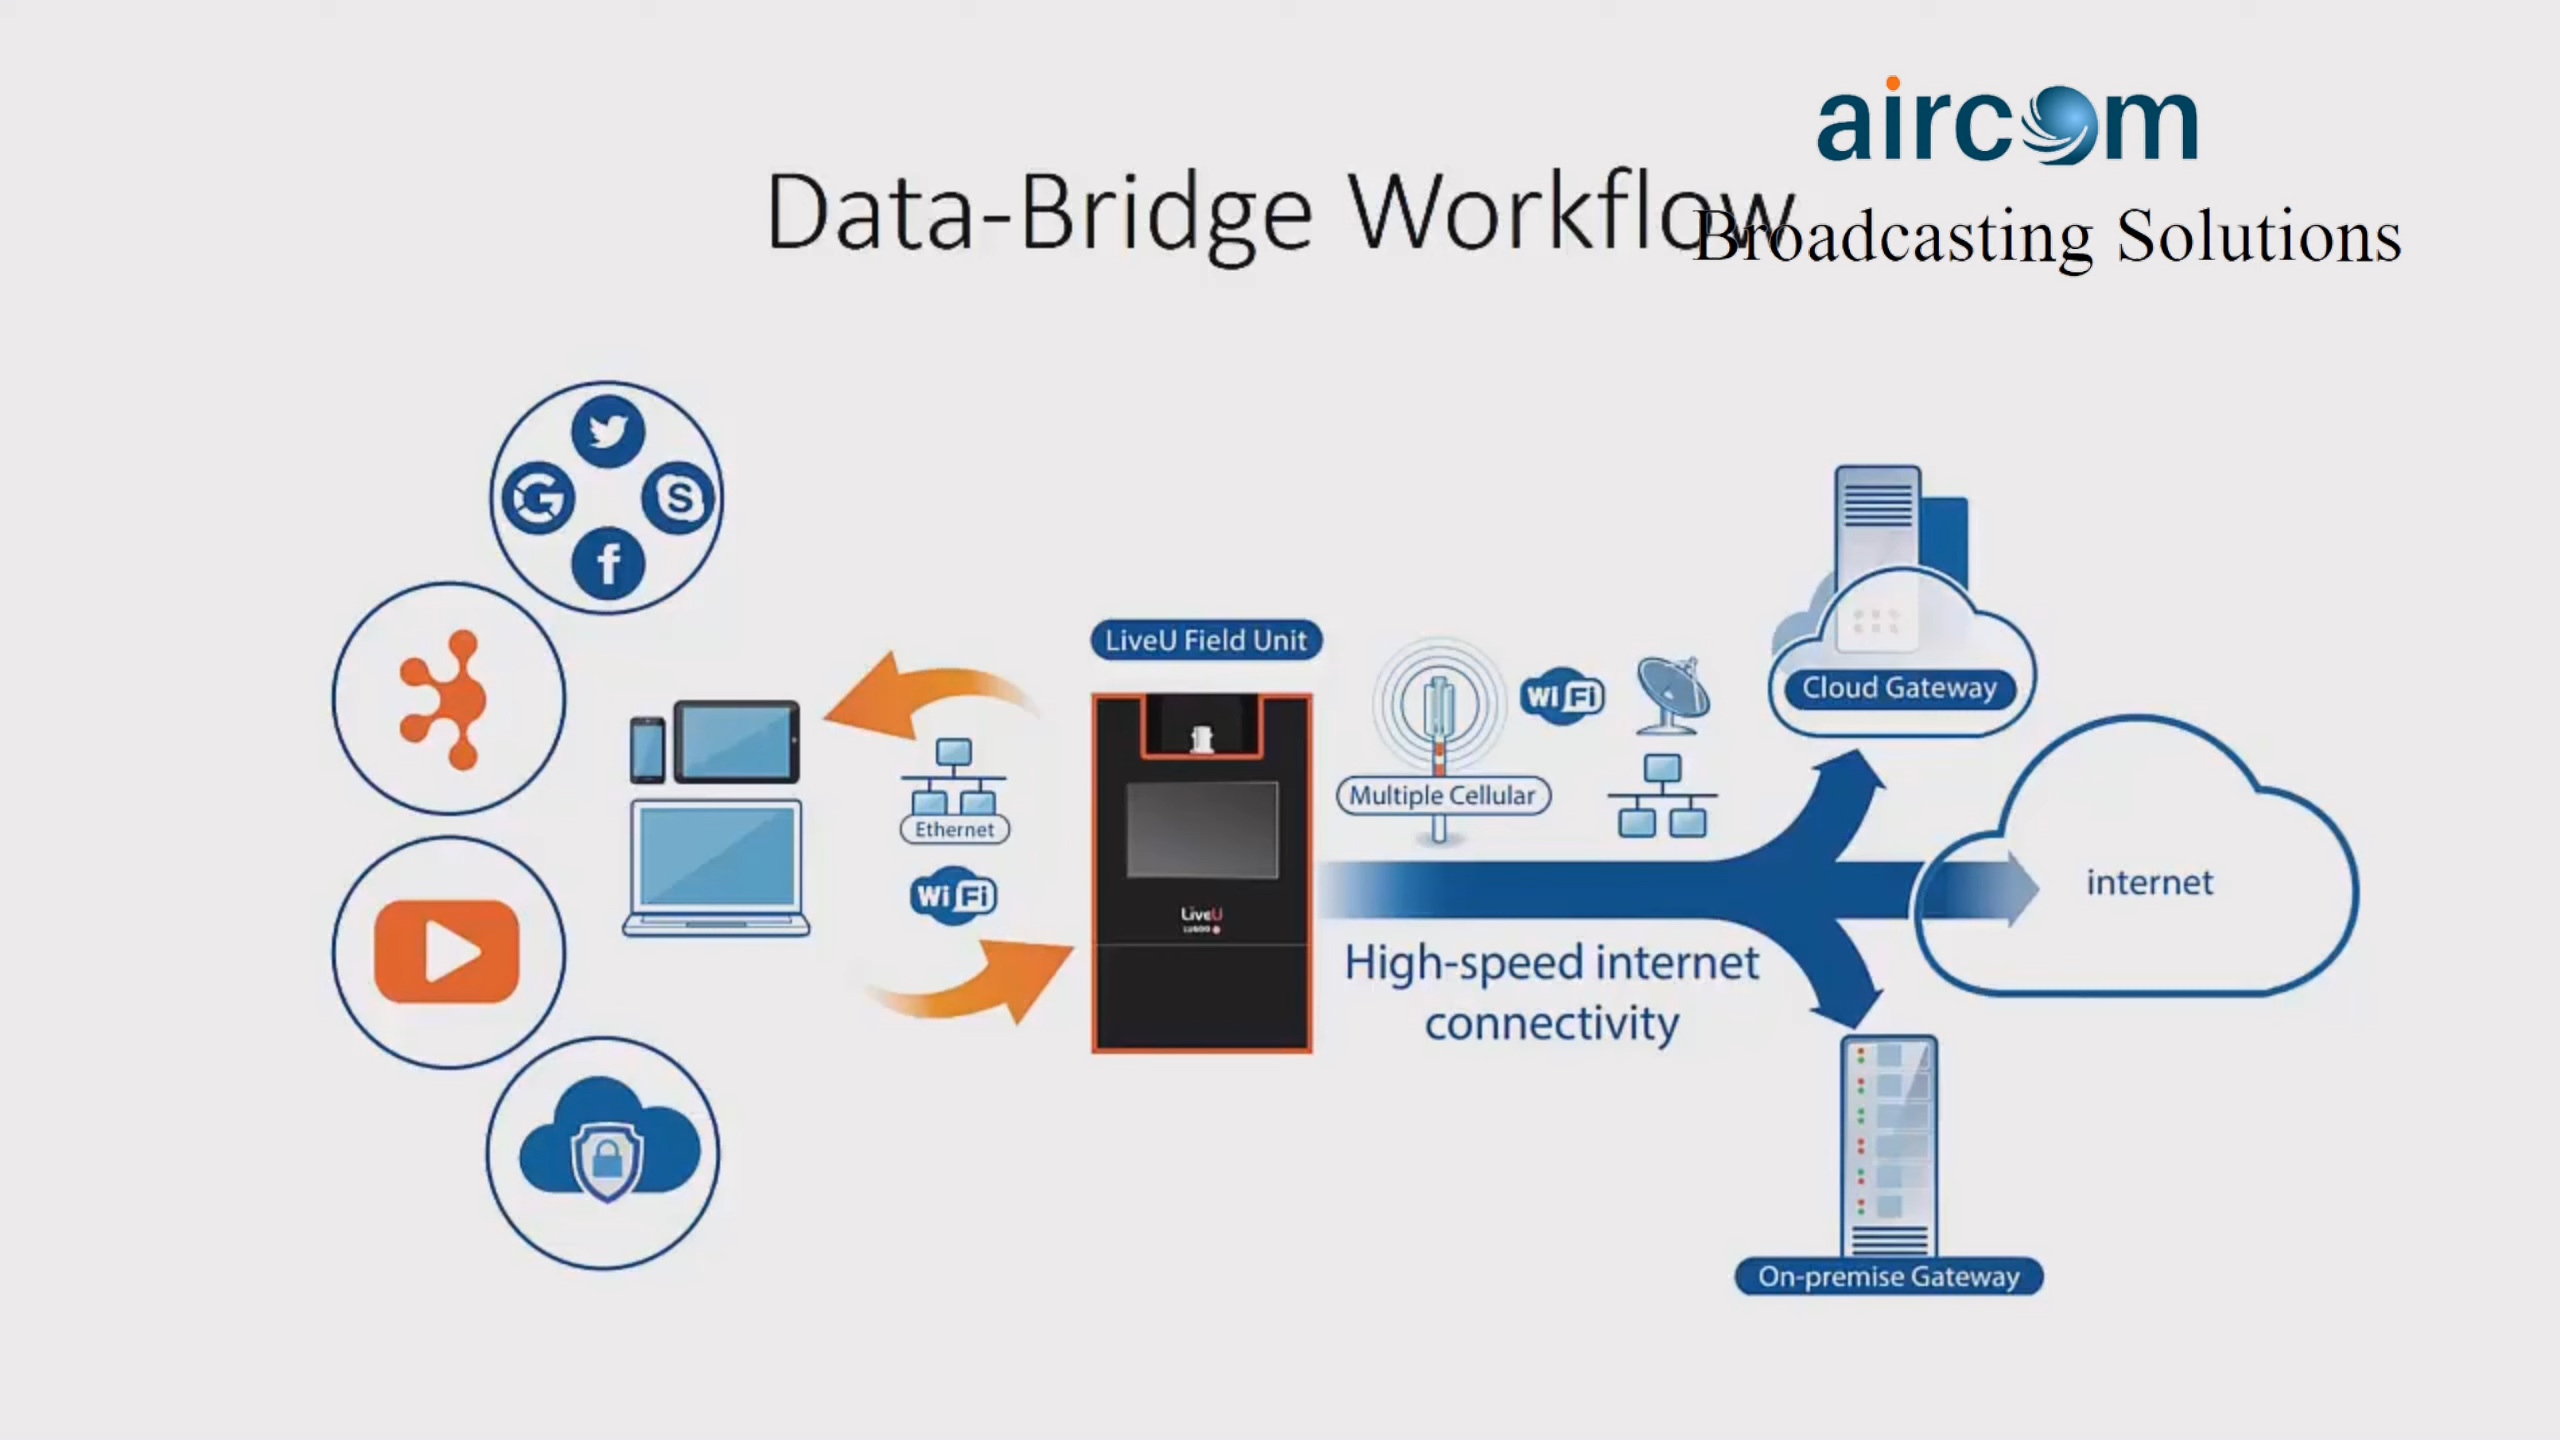 aircom
Data-Bridge Workflow
Broadcasting Solutions
G
S
f
LiveU Field Unit
Wi Fi
Cloud Gateway
Multiple Cellular
Ethernet
Wi Fi
internet
LiveU
LU600
High-speed internet
connectivity
On-premise Gateway